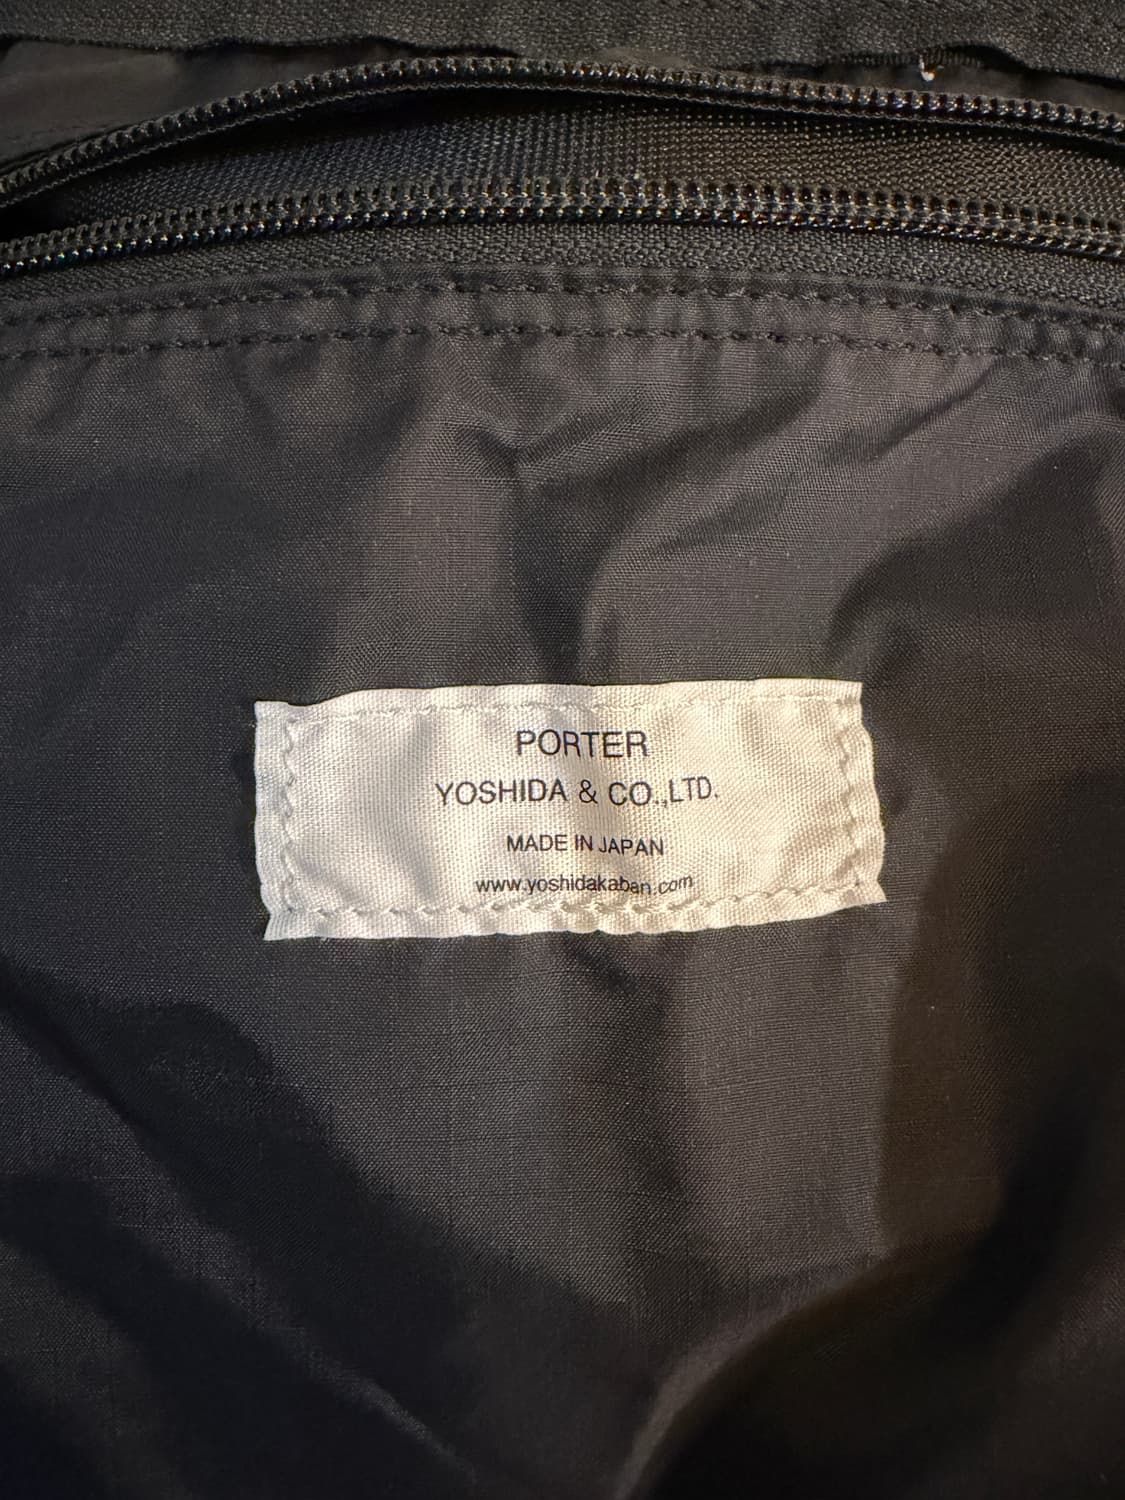 PORTER
YOSHIDA & CO.,LTD.
MADE IN JAPAN
www.yoshidakaban.com